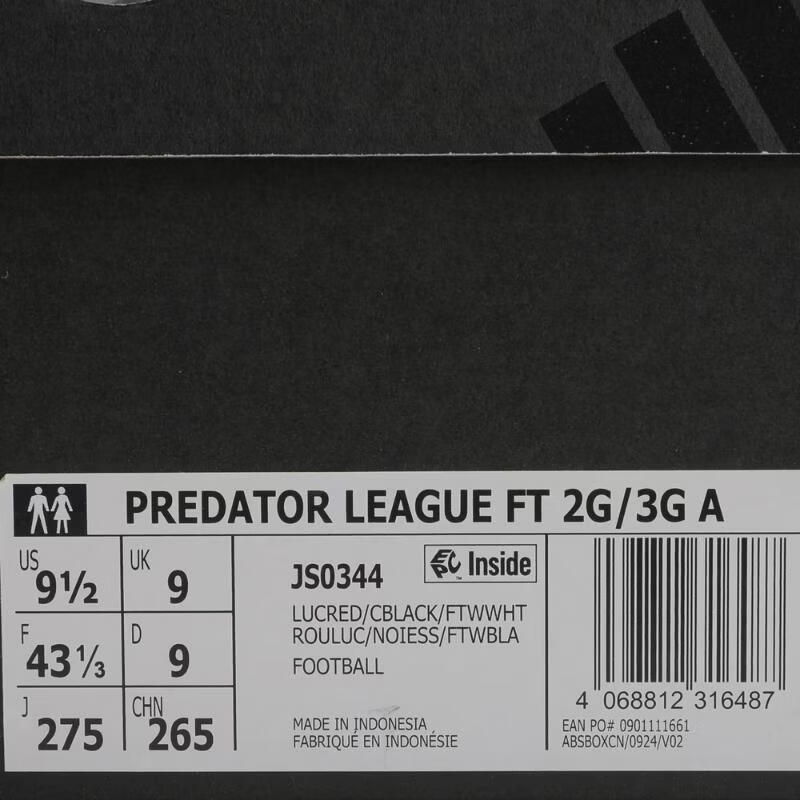 PREDATOR LEAGUE FT 2G/3G A
US 9½ UK 9
F 43⅓ D 9
J 275 CHN 265
JS0344
Inside
LUCRED/CBLACK/FTWWHT
ROULUC/NOIESS/FTWBLA
FOOTBALL
MADE IN INDONESIA
FABRIQUÉ EN INDONÉSIE
4 068812 316487
EAN PO# 0901111661
ABSBOXCN/0924/V02